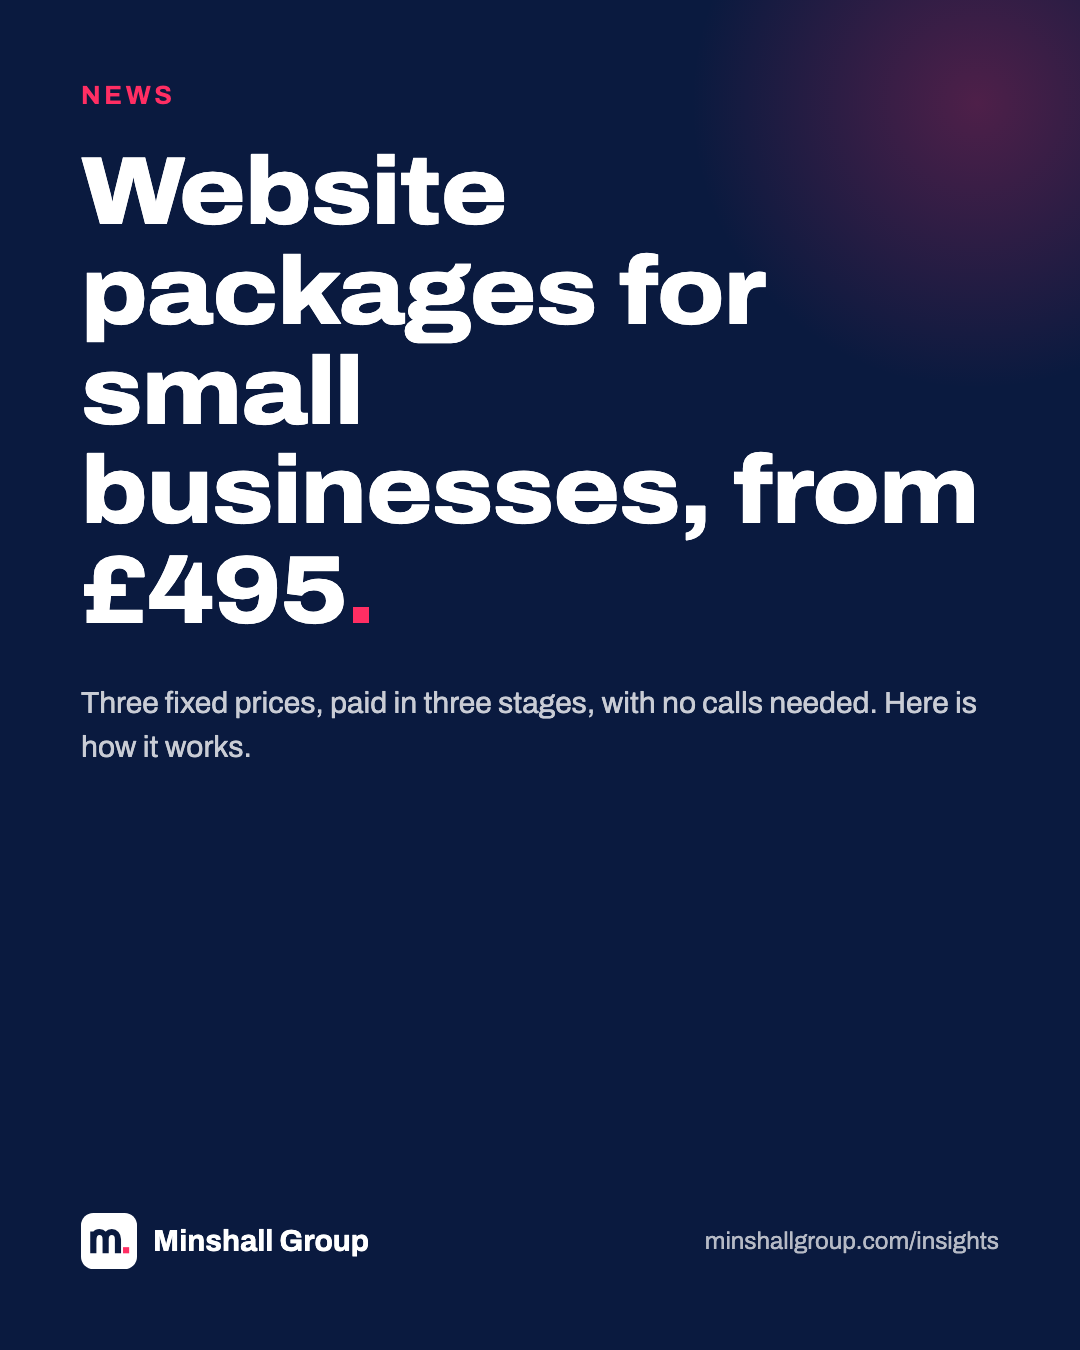 NEWS
Website
packages for
small
businesses, from
£495.
Three fixed prices, paid in three stages, with no calls needed. Here is
how it works.
m.
Minshall Group
minshallgroup.com/insights